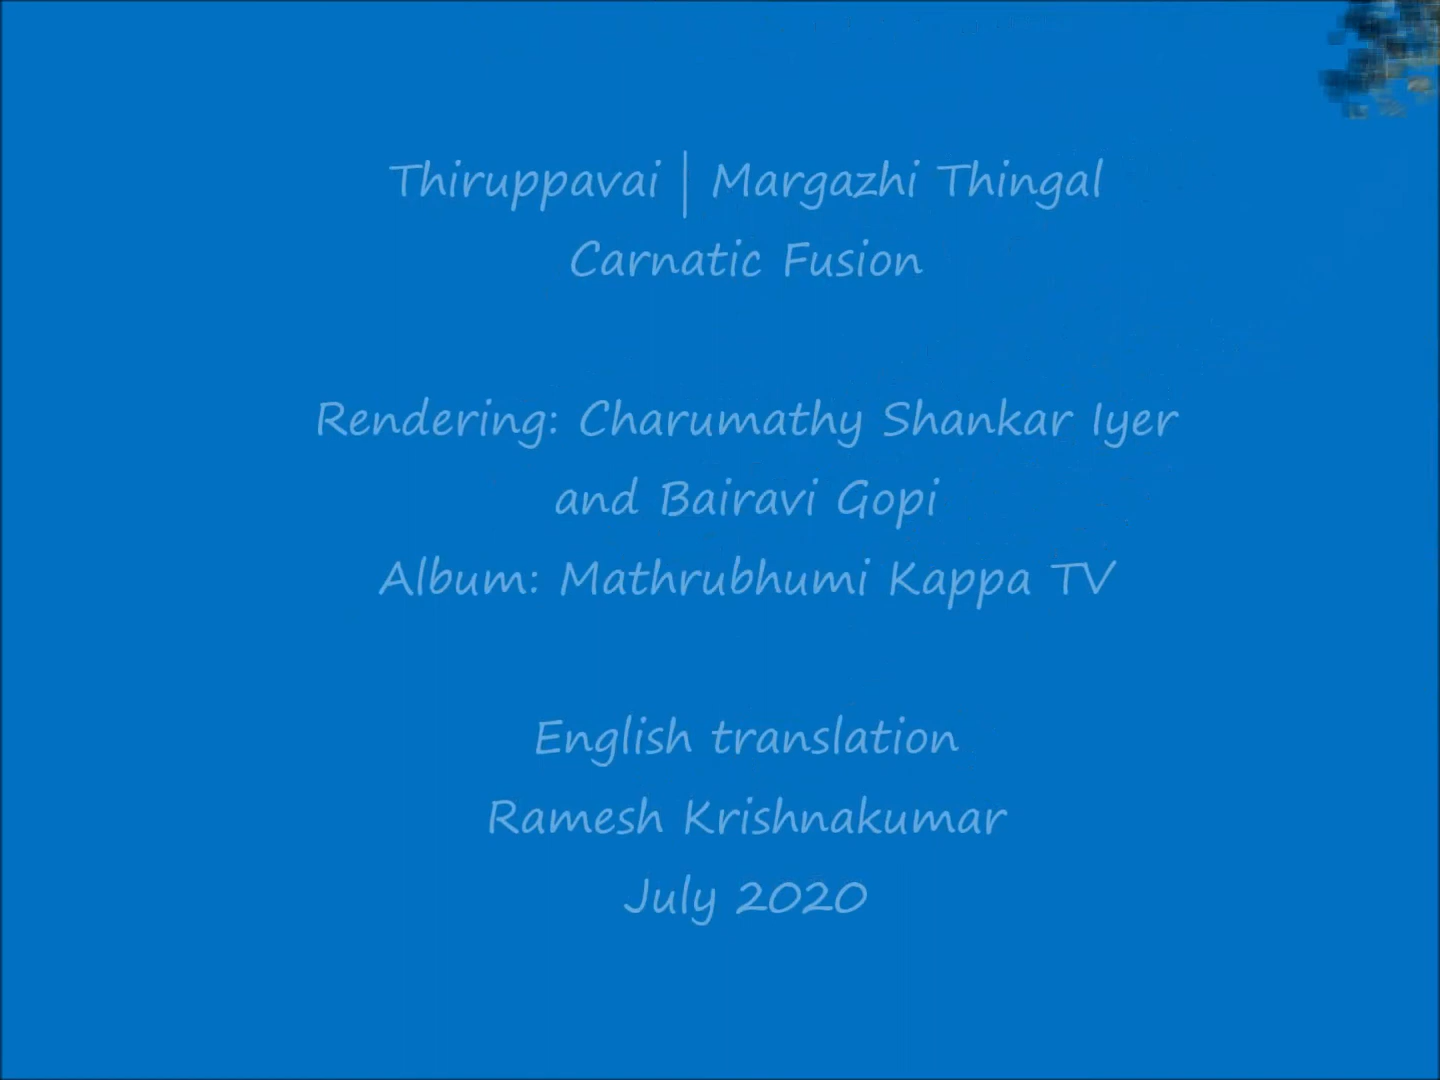 Thiruppavai | Margazhi Thingal
Carnatic Fusion
Rendering: Charumathy Shankar Iyer
and Bairavi Gopi
Album: Mathrubhumi Kappa TV
English translation
Ramesh Krishnakumar
July 2020